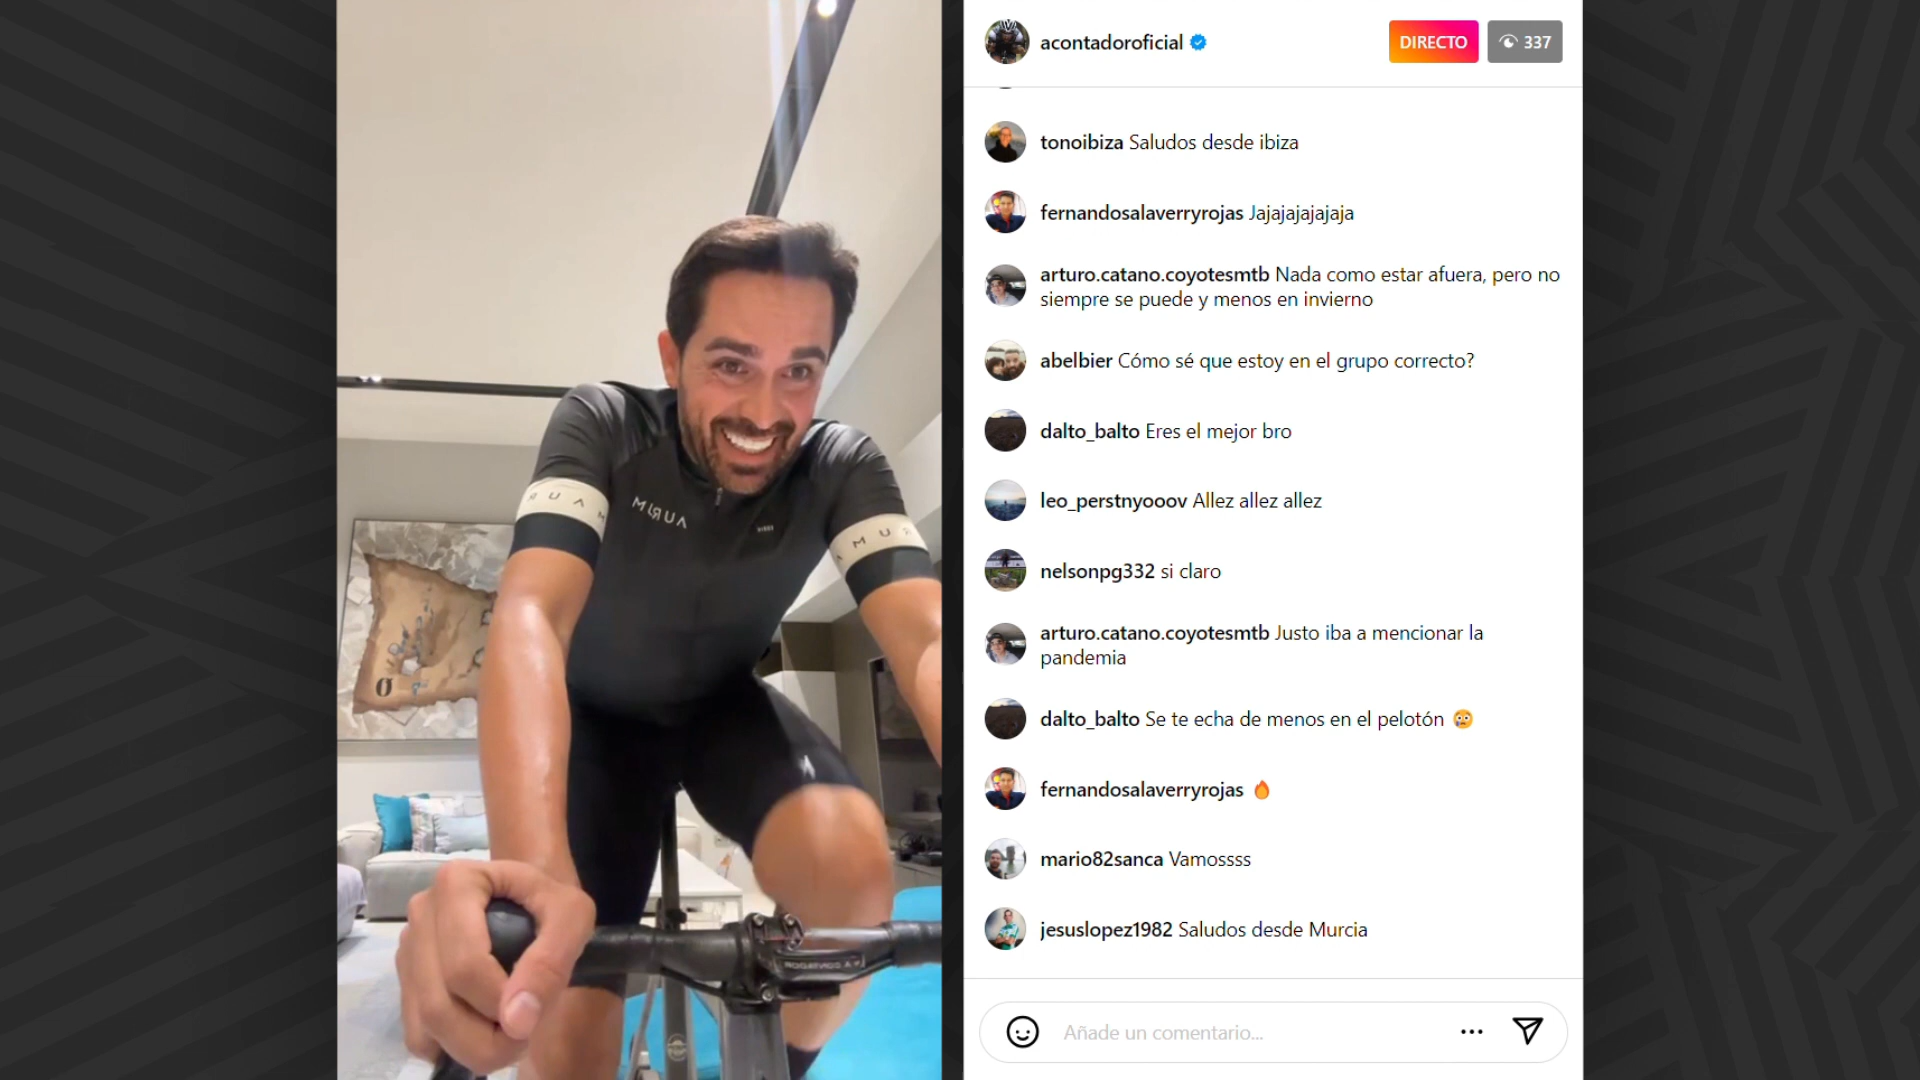 acontadoroficial
DIRECTO
337
tonoibiza Saludos desde ibiza
fernandosalaverryrojas Jajajajajajaja
arturo.catano.coyotesmtb Nada como estar afuera, pero no
siempre se puede y menos en invierno
abelbier Cómo sé que estoy en el grupo correcto?
dalto_balto Eres el mejor bro
leo_perstnyooov Allez allez allez
nelsonpg332 si claro
arturo.catano.coyotesmtb Justo iba a mencionar la
pandemia
dalto_balto Se te echa de menos en el pelotón 😢
fernandosalaverryrojas 🔥
mario82sanca Vamossss
jesuslopez1982 Saludos desde Murcia
Añade un comentario...